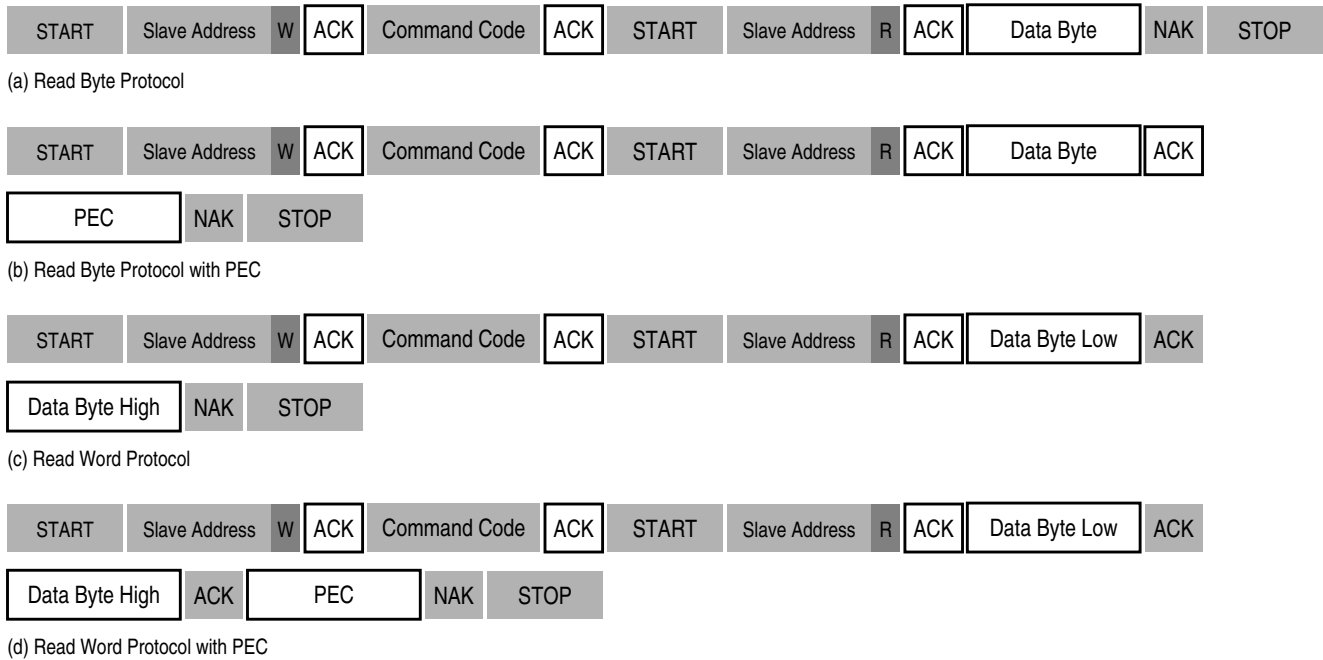 START Slave Address W ACK Command Code ACK START Slave Address R ACK Data Byte NAK STOP
(a) Read Byte Protocol
START Slave Address W ACK Command Code ACK START Slave Address R ACK Data Byte ACK
PEC NAK STOP
(b) Read Byte Protocol with PEC
START Slave Address W ACK Command Code ACK START Slave Address R ACK Data Byte Low ACK
Data Byte High NAK STOP
(c) Read Word Protocol
START Slave Address W ACK Command Code ACK START Slave Address R ACK Data Byte Low ACK
Data Byte High ACK PEC NAK STOP
(d) Read Word Protocol with PEC